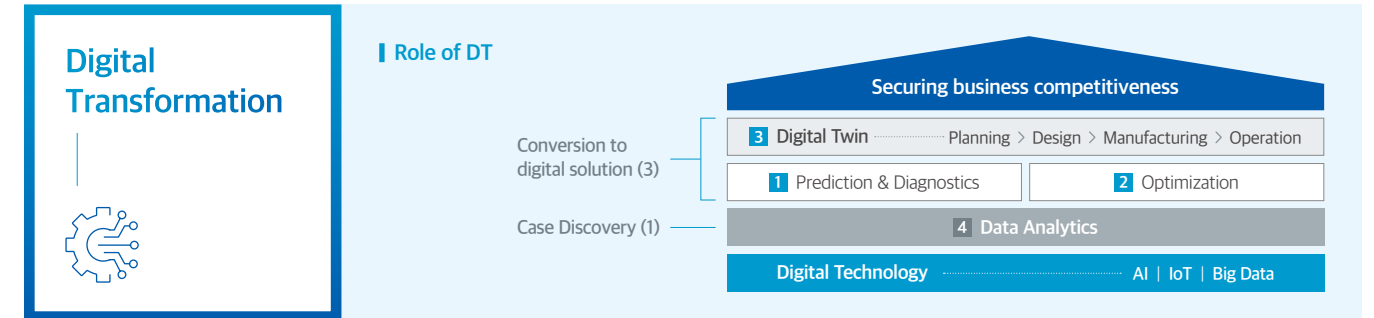 Digital
Transformation
Role of DT
Securing business competitiveness
Conversion to
digital solution (3)
3 Digital Twin Planning > Design > Manufacturing > Operation
1 Prediction & Diagnostics
2 Optimization
Case Discovery (1)
4 Data Analytics
Digital Technology AI | IoT | Big Data